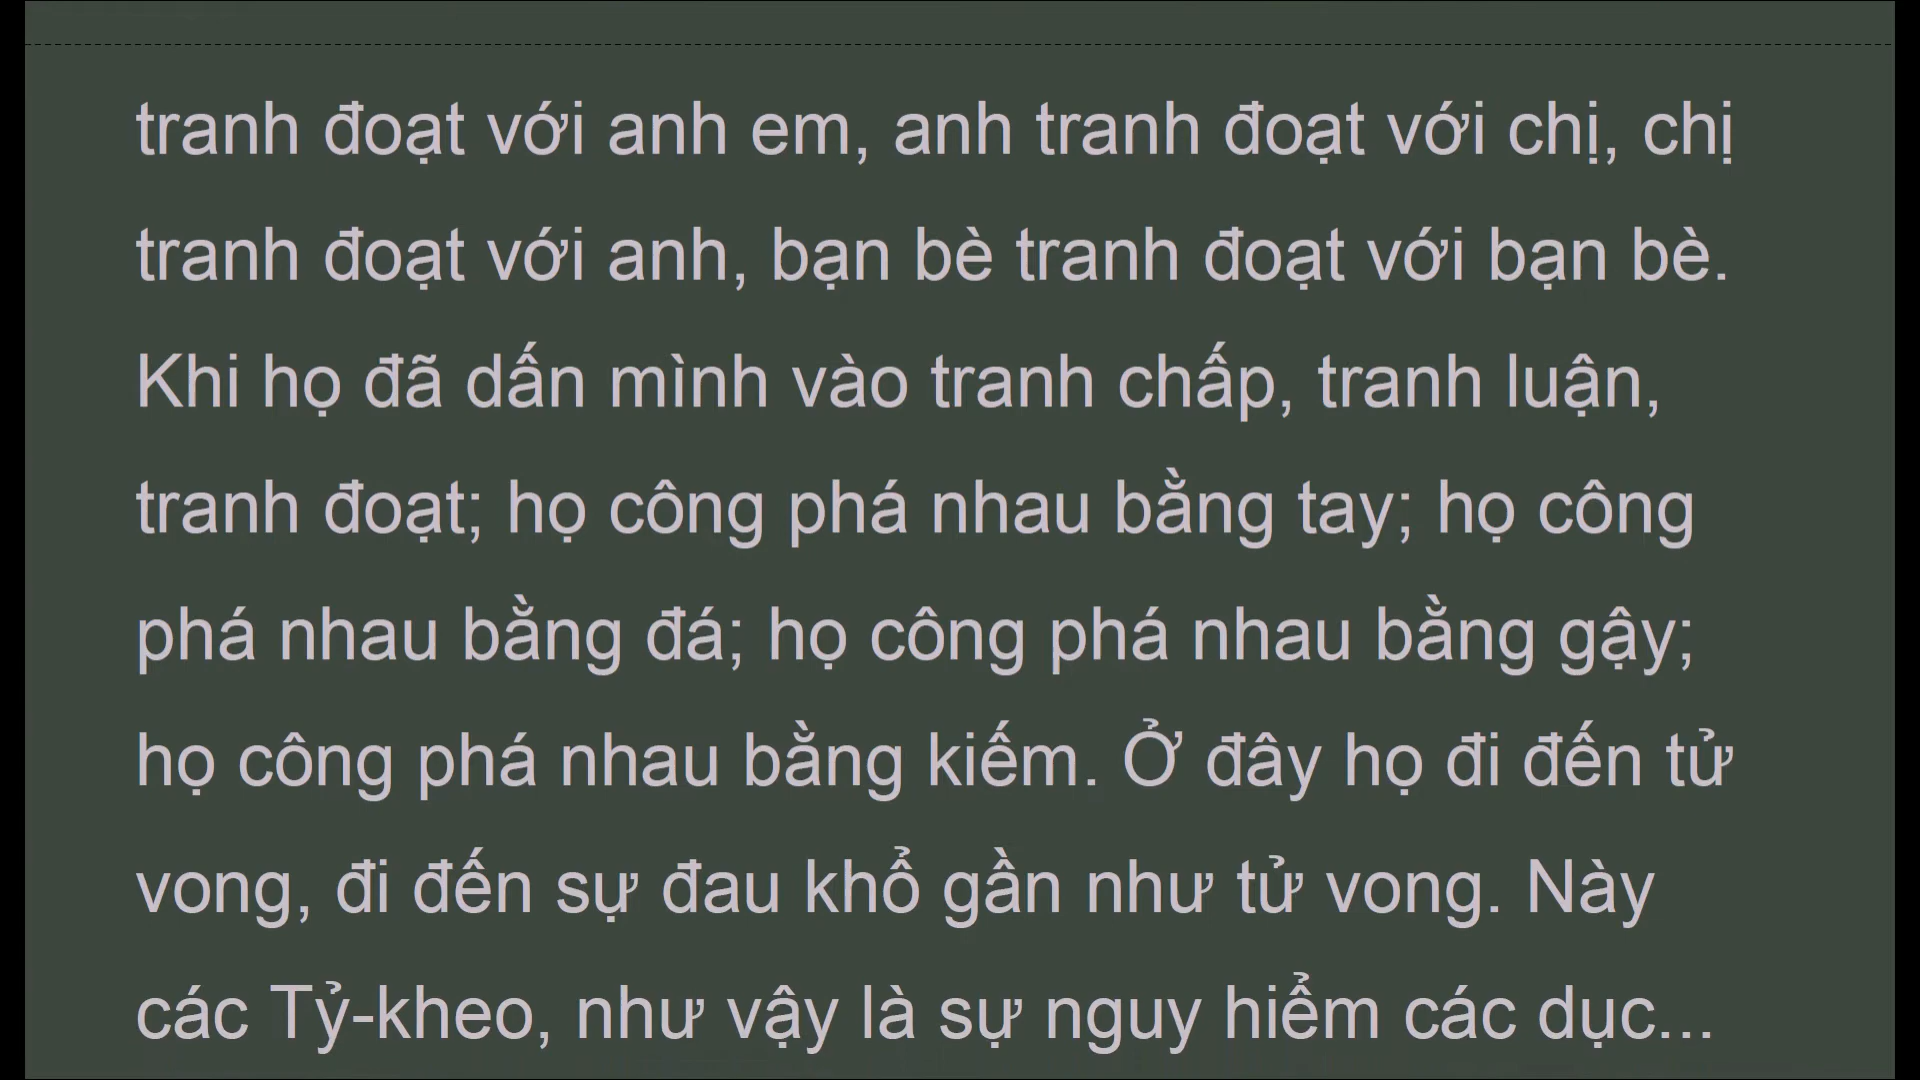 tranh đoạt với anh em, anh tranh đoạt với chị, chị
tranh đoạt với anh, bạn bè tranh đoạt với bạn bè.
Khi họ đã dấn mình vào tranh chấp, tranh luận,
tranh đoạt; họ công phá nhau bằng tay; họ công
phá nhau bằng đá; họ công phá nhau bằng gậy;
họ công phá nhau bằng kiếm. Ở đây họ đi đến tử
vong, đi đến sự đau khổ gần như tử vong. Này
các Tỷ-kheo, như vậy là sự nguy hiểm các dục...